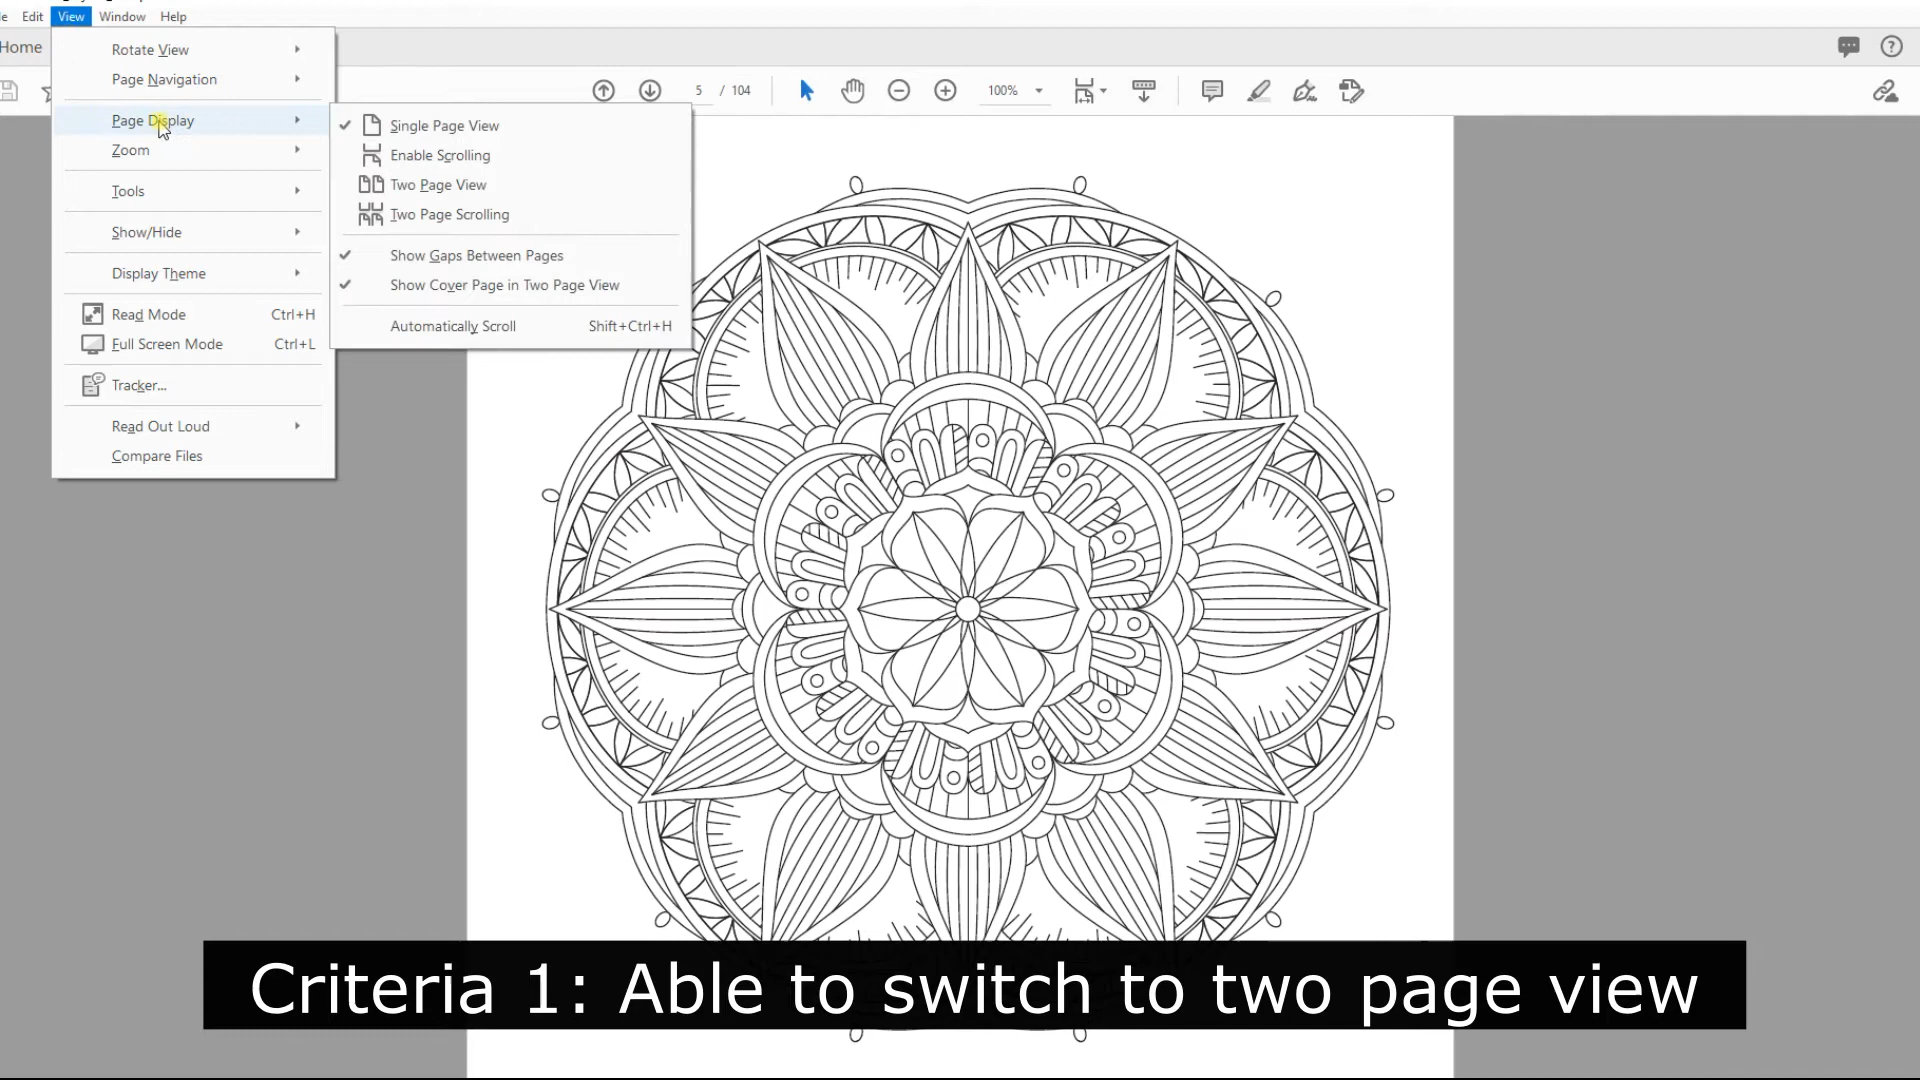 Edit View Window Help
Home
5 / 104 100%
Rotate View
Page Navigation
Page Display
Zoom
Tools
Show/Hide
Display Theme
Read Mode Ctrl+H
Full Screen Mode Ctrl+L
Tracker...
Read Out Loud
Compare Files
Single Page View
Enable Scrolling
Two Page View
Two Page Scrolling
Show Gaps Between Pages
Show Cover Page in Two Page View
Automatically Scroll Shift+Ctrl+H
Criteria 1: Able to switch to two page view